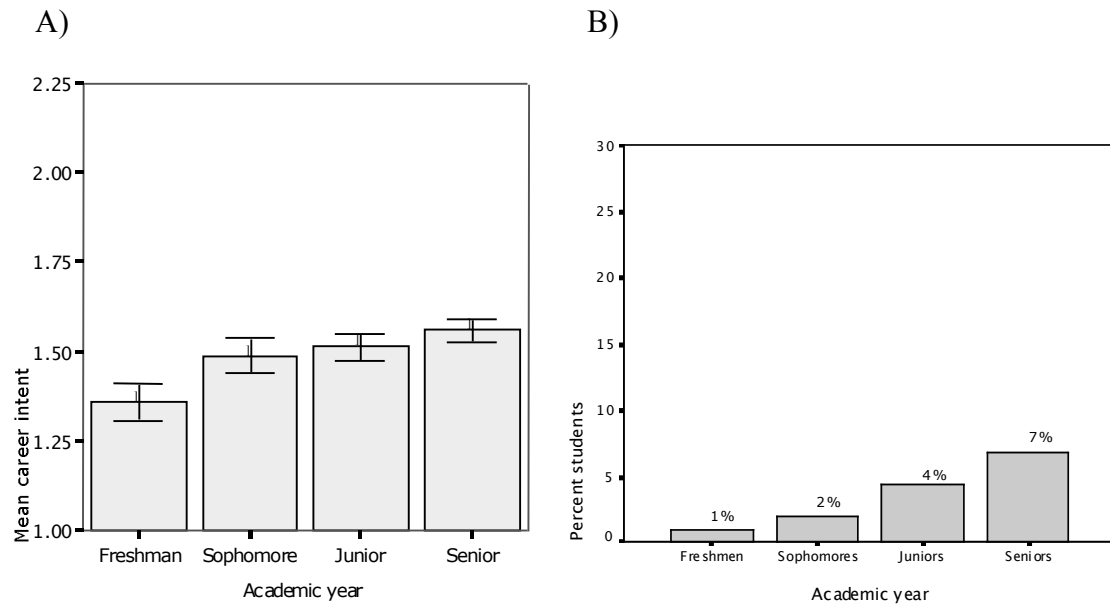 A)
2.25
2.00
1.75
1.50
1.25
1.00
Mean career intent
Freshman Sophomore Junior Senior
Academic year
B)
30
25
20
15
10
5
0
Percent students
1%
2%
4%
7%
Freshmen Sophomores Juniors Seniors
Academic year